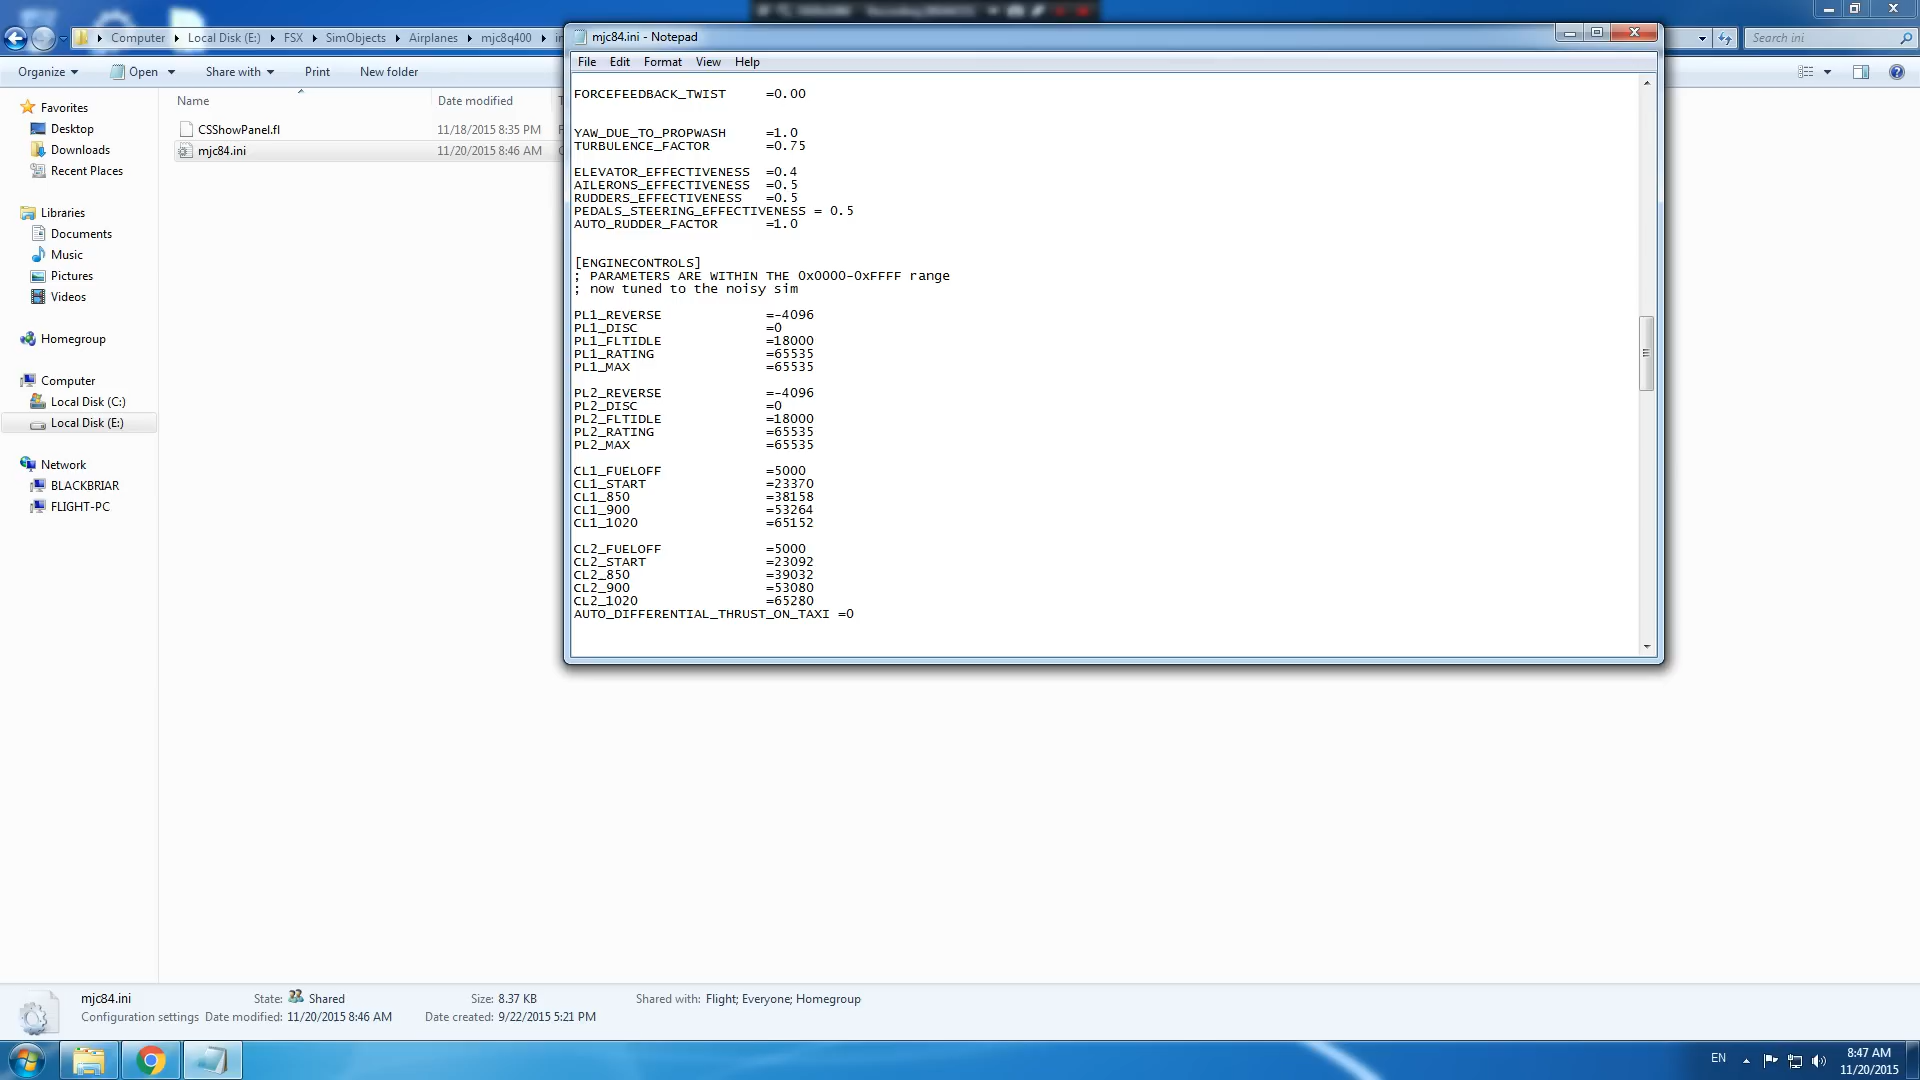 Computer Local Disk (E:) FSX SimObjects Airplanes mjc8q400
mjc84.ini - Notepad
Search ini
Organize Open Share with Print New folder
File Edit Format View Help
Favorites
Desktop
Downloads
Recent Places
Libraries
Documents
Music
Pictures
Videos
Homegroup
Computer
Local Disk (C:)
Local Disk (E:)
Network
BLACKBRIAR
FLIGHT-PC
Name Date modified
CSShowPanel.fl 11/18/2015 8:35 PM
mjc84.ini 11/20/2015 8:46 AM
FORCEFEEDBACK_TWIST =0.00
YAW_DUE_TO_PROPWASH =1.0
TURBULENCE_FACTOR =0.75
ELEVATOR_EFFECTIVENESS =0.4
AILERONS_EFFECTIVENESS =0.5
RUDDERS_EFFECTIVENESS =0.5
PEDALS_STEERING_EFFECTIVENESS = 0.5
AUTO_RUDDER_FACTOR =1.0
[ENGINECONTROLS]
; PARAMETERS ARE WITHIN THE 0x0000-0xFFFF range
; now tuned to the noisy sim
PL1_REVERSE =-4096
PL1_DISC =0
PL1_FLTIDLE =18000
PL1_RATING =65535
PL1_MAX =65535
PL2_REVERSE =-4096
PL2_DISC =0
PL2_FLTIDLE =18000
PL2_RATING =65535
PL2_MAX =65535
CL1_FUELOFF =5000
CL1_START =23370
CL1_850 =38158
CL1_900 =53264
CL1_1020 =65152
CL2_FUELOFF =5000
CL2_START =23092
CL2_850 =39032
CL2_900 =53080
CL2_1020 =65280
AUTO_DIFFERENTIAL_THRUST_ON_TAXI =0
mjc84.ini State: Shared Size: 8.37 KB Shared with: Flight; Everyone; Homegroup
Configuration settings Date modified: 11/20/2015 8:46 AM Date created: 9/22/2015 5:21 PM
EN
8:47 AM
11/20/2015